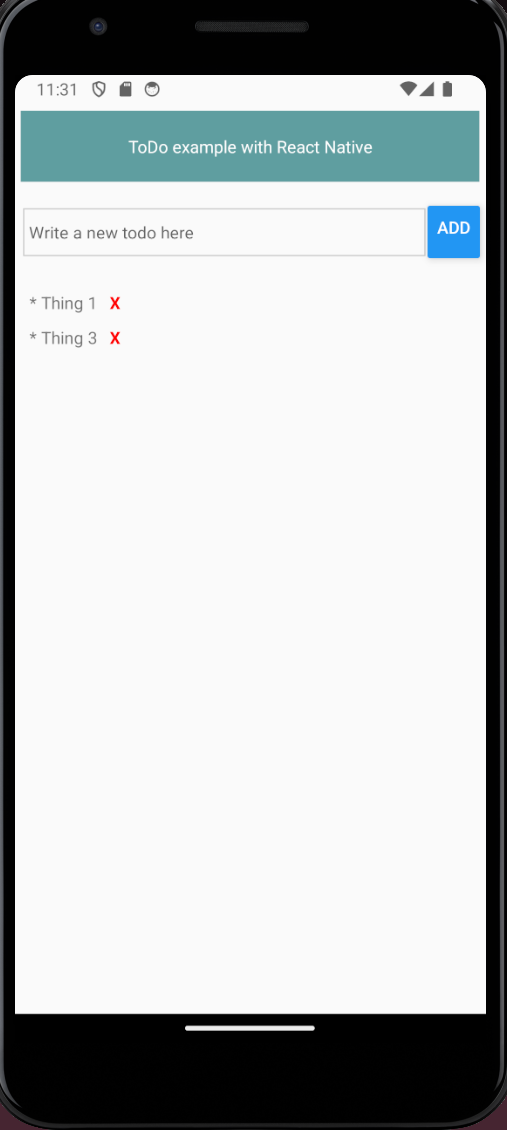 11:31
ToDo example with React Native
Write a new todo here
ADD
* Thing 1 X
* Thing 3 X